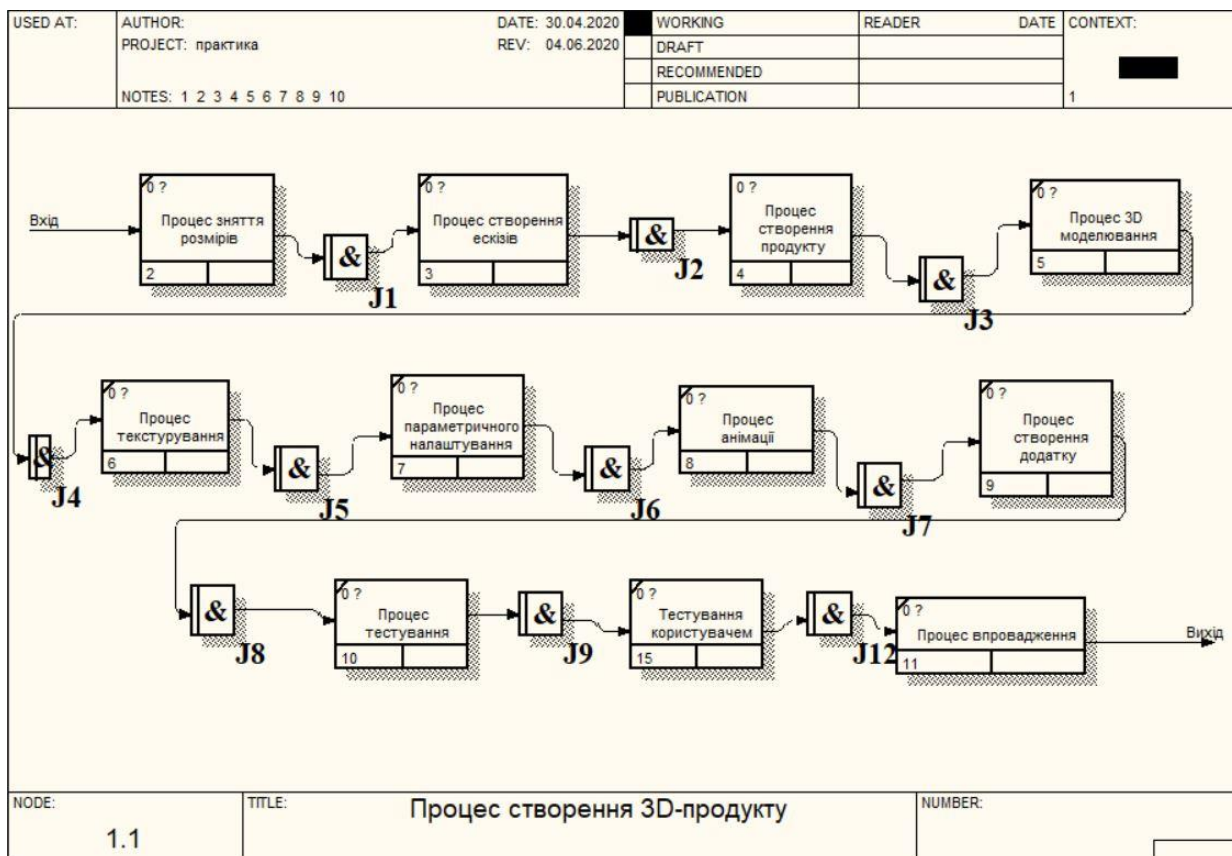 USED AT:
AUTHOR:
DATE: 30.04.2020
WORKING
READER
DATE
CONTEXT:
PROJECT: практика
REV: 04.06.2020
DRAFT
RECOMMENDED
NOTES: 1 2 3 4 5 6 7 8 9 10
PUBLICATION
1
Вхід
0 ?
Процес зняття
розмірів
2
&
J1
0 ?
Процес створення
ескізів
3
&
J2
0 ?
Процес
створення
продукту
4
&
J3
0 ?
Процес 3D
моделювання
5
&
J4
0 ?
Процес
текстурування
6
&
J5
0 ?
Процес
параметричного
налаштування
7
&
J6
0 ?
Процес
анімації
8
&
J7
0 ?
Процес
створення
додатку
9
&
J8
0 ?
Процес
тестування
10
&
J9
0 ?
Тестування
користувачем
15
&
J12
0 ?
Процес впровадження
11
Вихід
NODE:
1.1
TITLE:
Процес створення 3D-продукту
NUMBER: